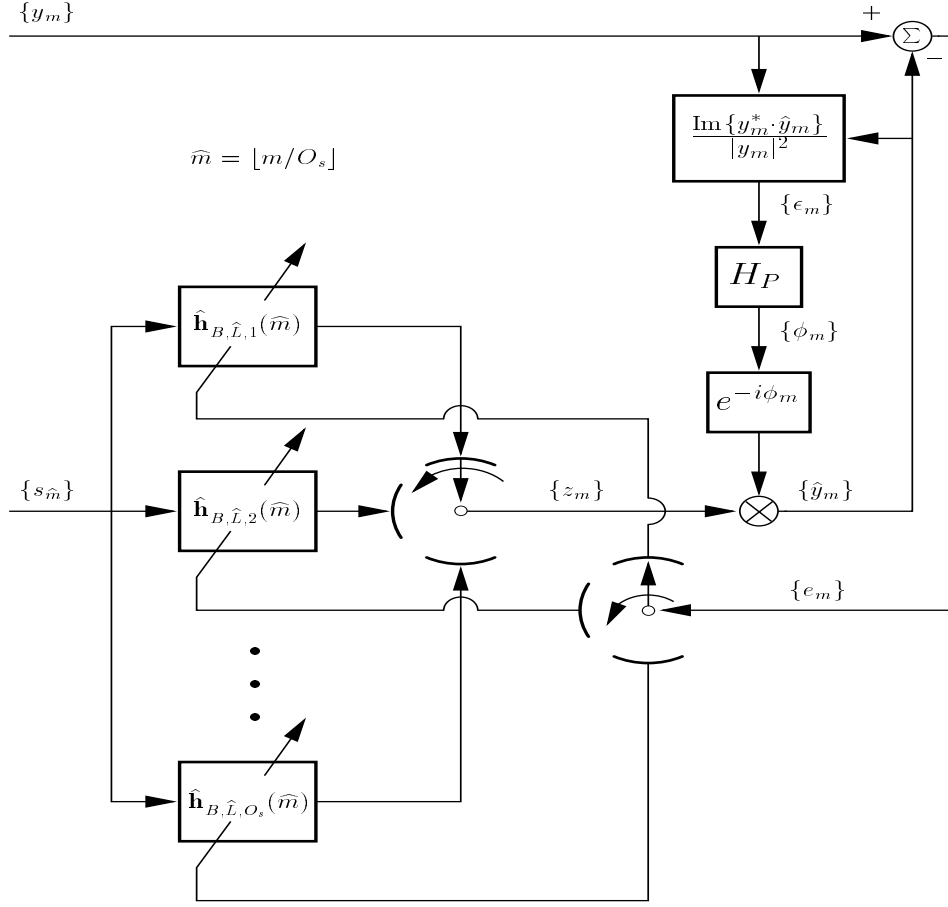 {y_m}
+
Σ
−
Im {y_m^* · ŷ_m}
|y_m|^2
m̂ = ⌊m/O_s⌋
{ϵ_m}
H_P
ĥ_{B,L̂,1}(m̂)
{ϕ_m}
e^{−iϕ_m}
{s_m̂}
ĥ_{B,L̂,2}(m̂)
{z_m}
{ŷ_m}
{e_m}
ĥ_{B,L̂,O_s}(m̂)